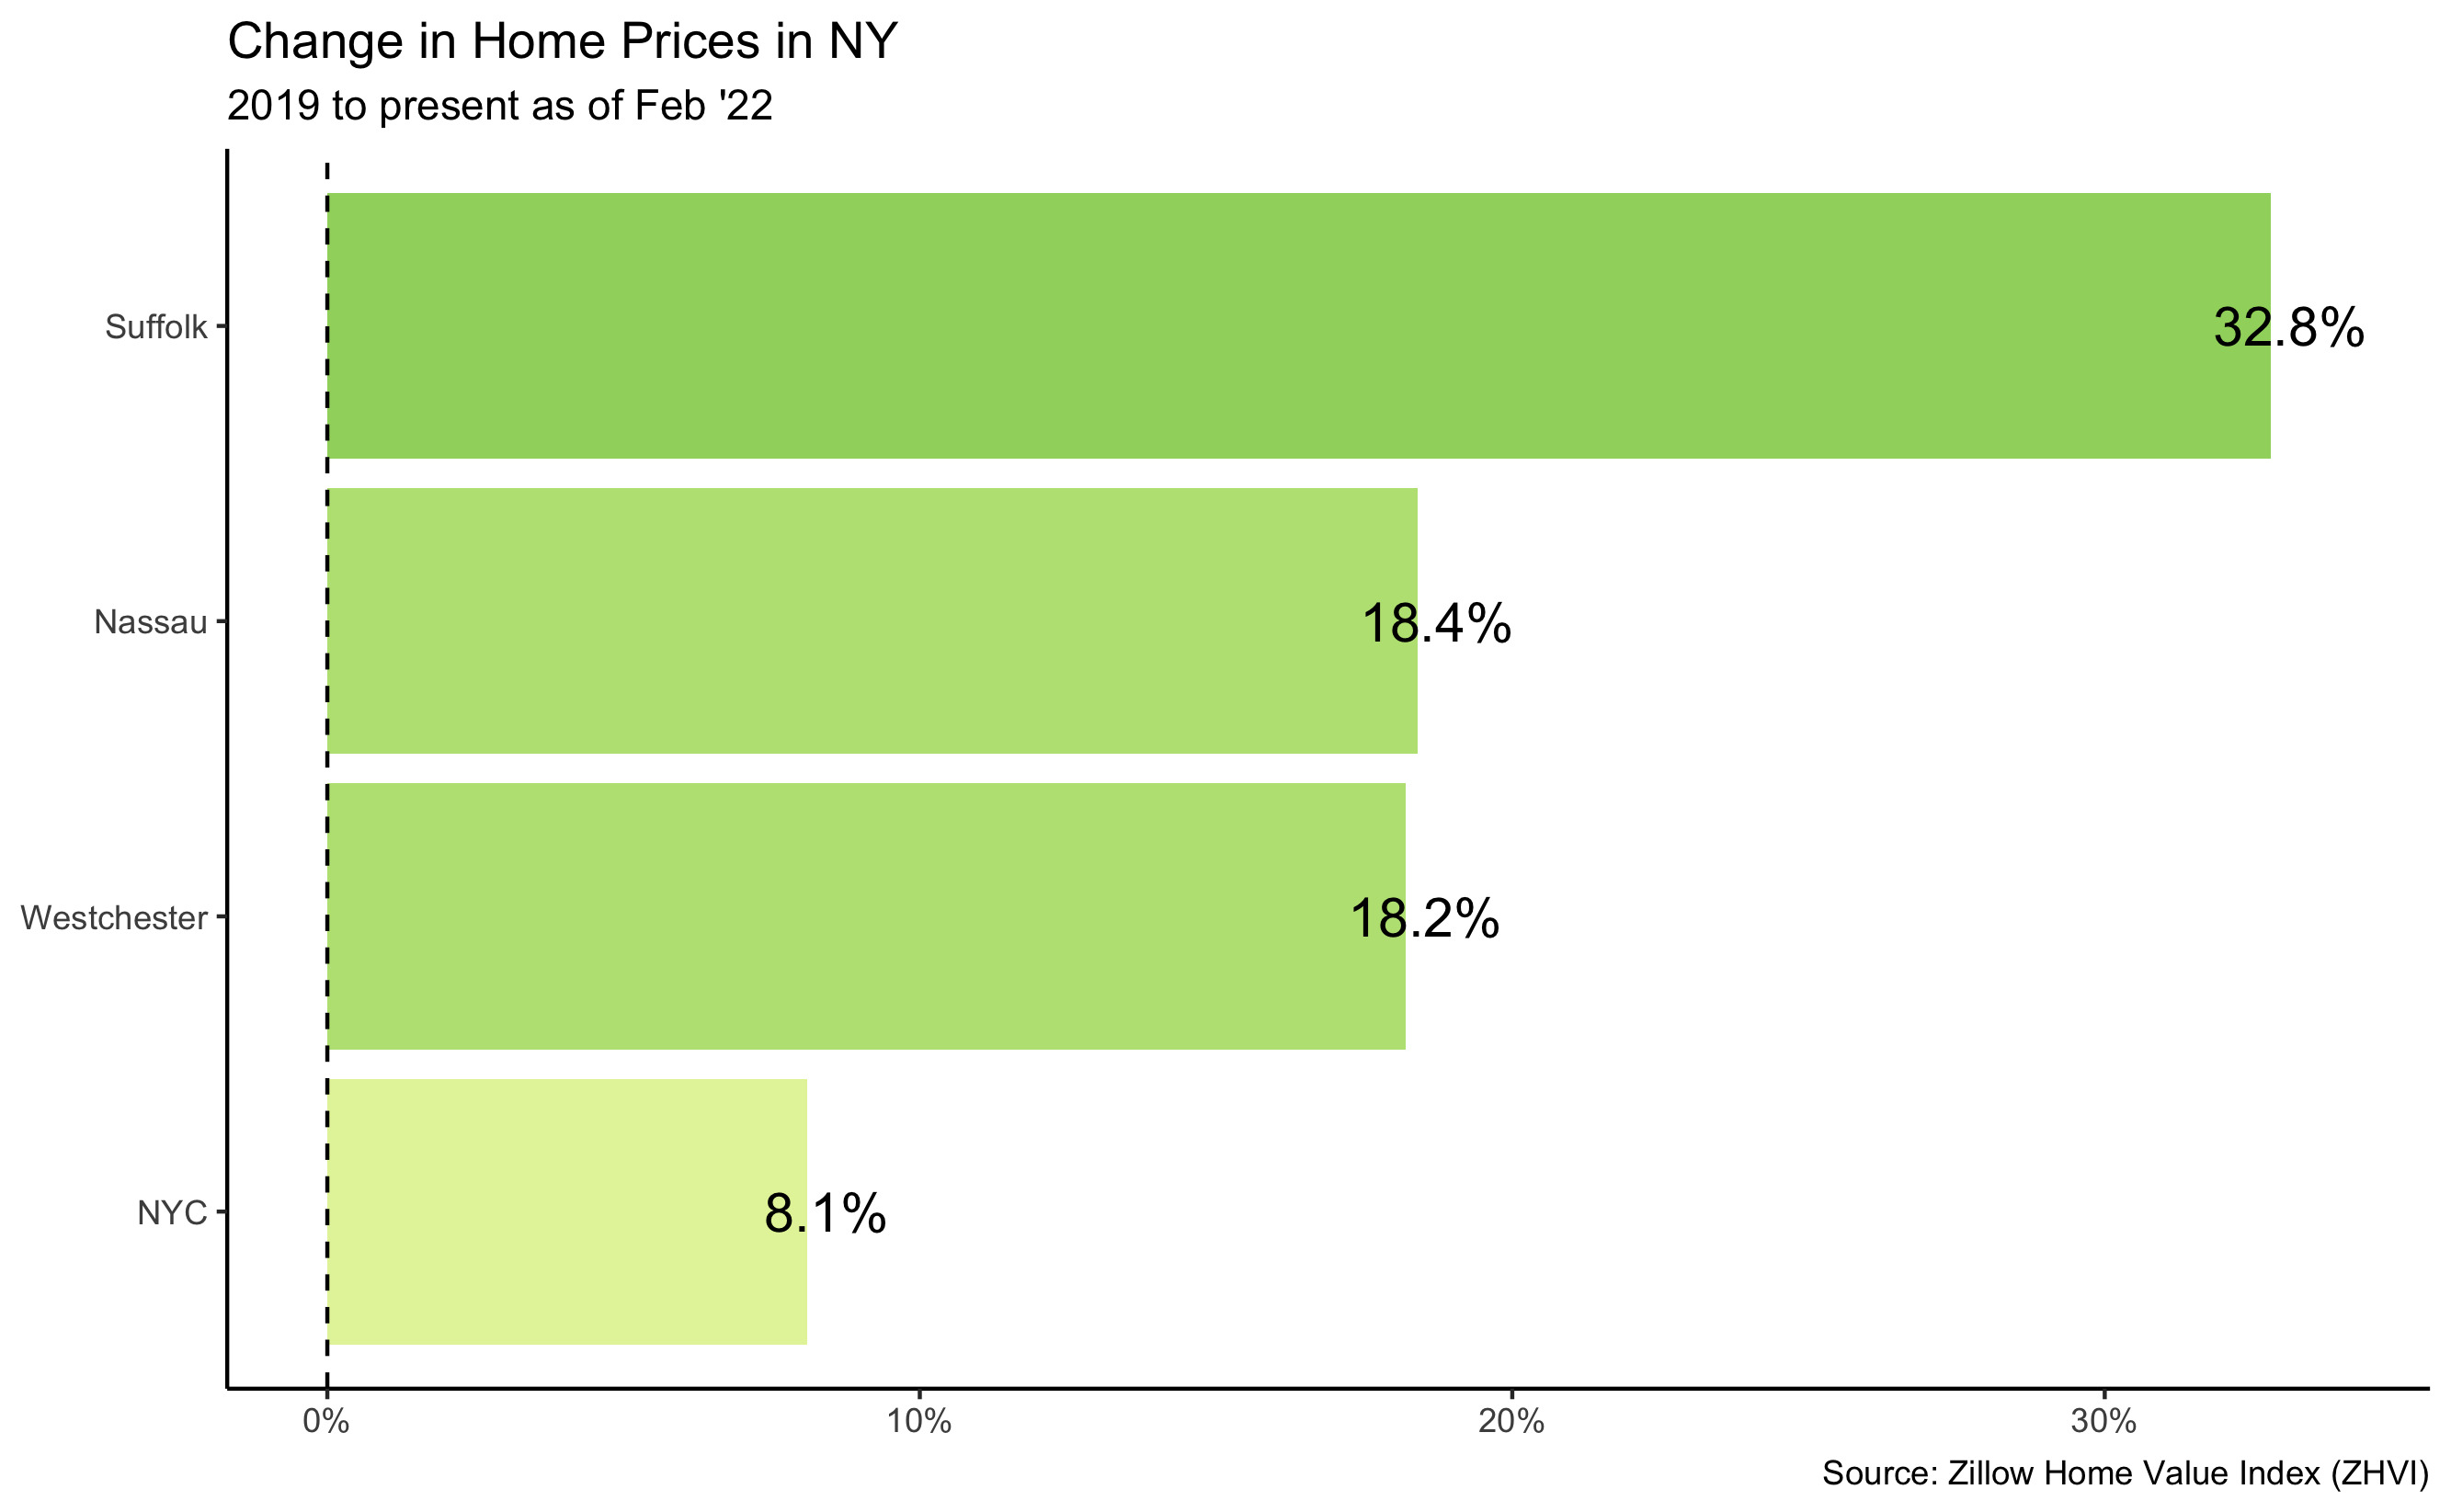 Change in Home Prices in NY
2019 to present as of Feb '22
Suffolk
32.8%
Nassau
18.4%
Westchester
18.2%
NYC
8.1%
0% 10% 20% 30%
Source: Zillow Home Value Index (ZHVI)